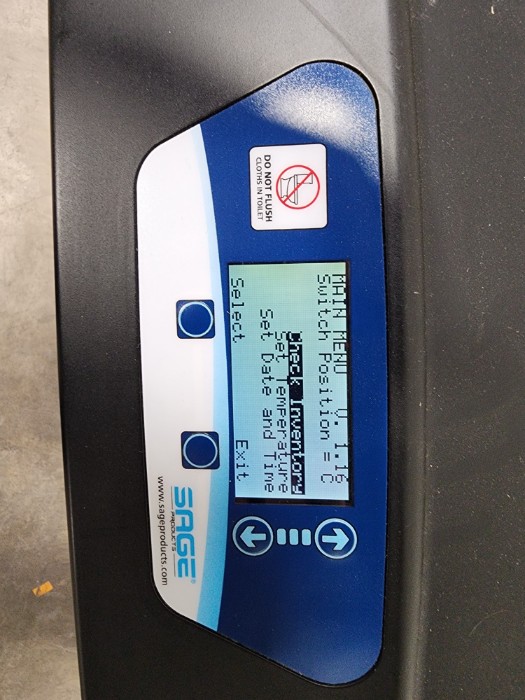 DO NOT FLUSH
CLOTHS IN TOILET
MAIN MENU V. 1.16
Switch Position = C
Check Inventory
Set Temperature
Set Date and Time
Select Exit
SAGE®
PRODUCTS
www.sageproducts.com